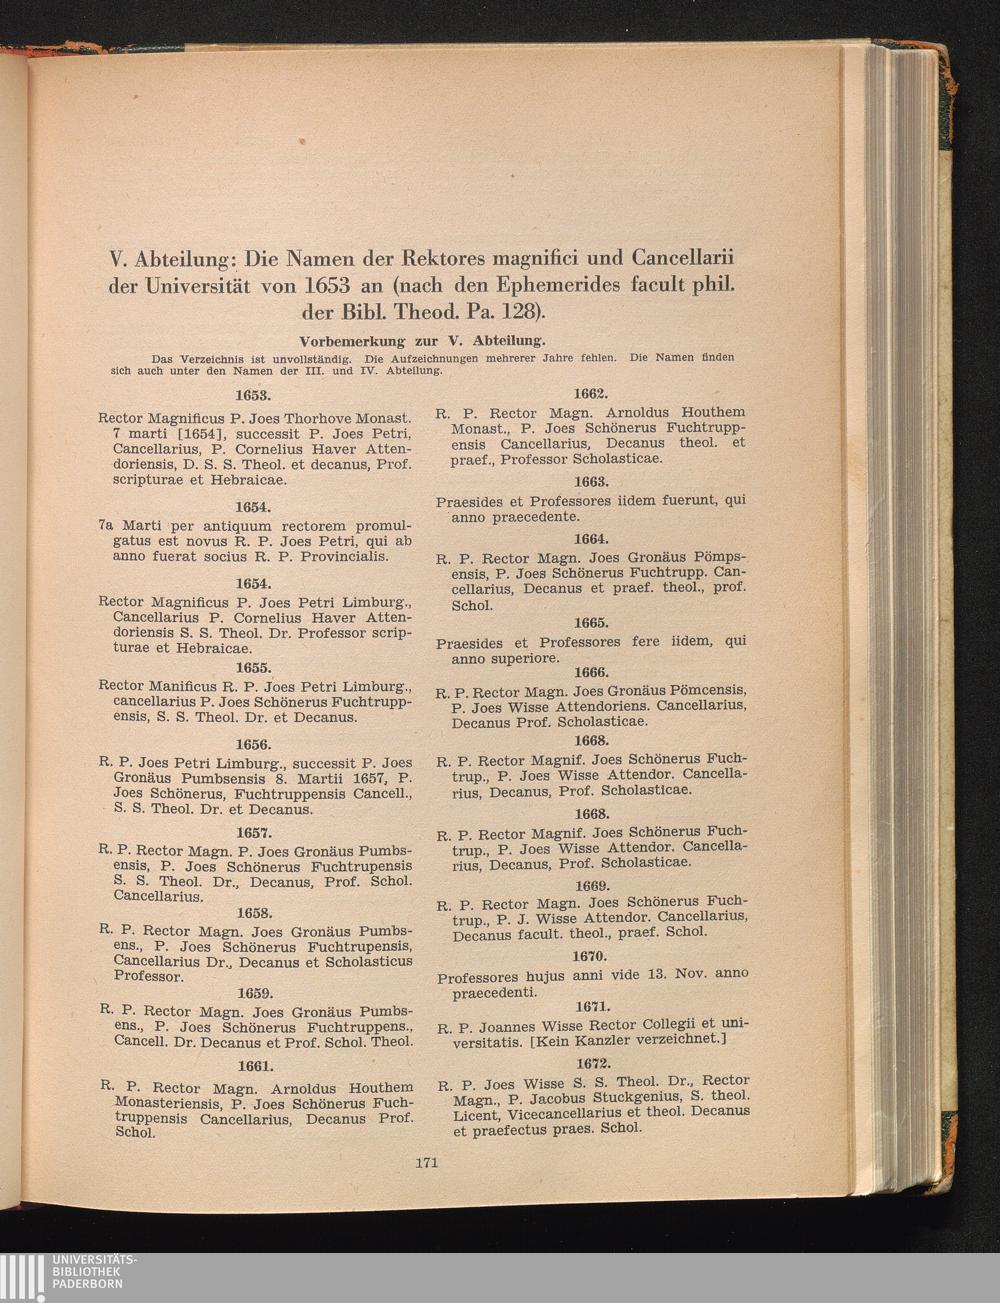 V. Abteilung: Die Namen der Rektores magnifici und Cancellarii
der Universität von 1653 an (nach den Ephemerides facult phil.
der Bibl. Theod. Pa. 128).
Vorbemerkung zur V. Abteilung.
Das Verzeichnis ist unvollständig. Die Aufzeichnungen mehrerer Jahre fehlen. Die Namen finden
sich auch unter den Namen der III. und IV. Abteilung.
1653.
Rector Magnificus P. Joes Thorhove Monast.
7 marti [1654], successit P. Joes Petri,
Cancellarius, P. Cornelius Haver Atten-
doriensis, D. S. S. Theol. et decanus, Prof.
scripturae et Hebraicae.
1654.
7a Marti per antiquum rectorem promul-
gatus est novus R. P. Joes Petri, qui ab
anno fuerat socius R. P. Provincialis.
1654.
Rector Magnificus P. Joes Petri Limburg.,
Cancellarius P. Cornelius Haver Atten-
doriensis S. S. Theol. Dr. Professor scrip-
turae et Hebraicae.
1655.
Rector Manificus R. P. Joes Petri Limburg.,
cancellarius P. Joes Schönerus Fuchtrupp-
ensis, S. S. Theol. Dr. et Decanus.
1656.
R. P. Joes Petri Limburg., successit P. Joes
Gronäus Pumbsensis 8. Martii 1657, P.
Joes Schönerus, Fuchtruppensis Cancell.,
S. S. Theol. Dr. et Decanus.
1657.
R. P. Rector Magn. P. Joes Gronäus Pumbs-
ensis, P. Joes Schönerus Fuchtrupensis
S. S. Theol. Dr., Decanus, Prof. Schol.
Cancellarius.
1658.
R. P. Rector Magn. Joes Gronäus Pumbs-
ens., P. Joes Schönerus Fuchtrupensis,
Cancellarius Dr., Decanus et Scholasticus
Professor.
1659.
R. P. Rector Magn. Joes Gronäus Pumbs-
ens., P. Joes Schönerus Fuchtruppens.,
Cancell. Dr. Decanus et Prof. Schol. Theol.
1661.
R. P. Rector Magn. Arnoldus Houthem
Monasteriensis, P. Joes Schönerus Fuch-
truppensis Cancellarius, Decanus Prof.
Schol.
1662.
R. P. Rector Magn. Arnoldus Houthem
Monast., P. Joes Schönerus Fuchtrupp-
ensis Cancellarius, Decanus theol. et
praef., Professor Scholasticae.
1663.
Praesides et Professores iidem fuerunt, qui
anno praecedente.
1664.
R. P. Rector Magn. Joes Gronäus Pömps-
ensis, P. Joes Schönerus Fuchtrupp. Can-
cellarius, Decanus et praef. theol., prof.
Schol.
1665.
Praesides et Professores fere iidem, qui
anno superiore.
1666.
R. P. Rector Magn. Joes Gronäus Pömcensis,
P. Joes Wisse Attendoriens. Cancellarius,
Decanus Prof. Scholasticae.
1668.
R. P. Rector Magnif. Joes Schönerus Fuch-
trup., P. Joes Wisse Attendor. Cancella-
rius, Decanus, Prof. Scholasticae.
1668.
R. P. Rector Magnif. Joes Schönerus Fuch-
trup., P. Joes Wisse Attendor. Cancella-
rius, Decanus, Prof. Scholasticae.
1669.
R. P. Rector Magn. Joes Schönerus Fuch-
trup., P. J. Wisse Attendor. Cancellarius,
Decanus facult. theol., praef. Schol.
1670.
Professores hujus anni vide 13. Nov. anno
praecedenti.
1671.
R. P. Joannes Wisse Rector Collegii et uni-
versitatis. [Kein Kanzler verzeichnet.]
1672.
R. P. Joes Wisse S. S. Theol. Dr., Rector
Magn., P. Jacobus Stuckgenius, S. theol.
Licent, Vicecancellarius et theol. Decanus
et praefectus praes. Schol.
171
UNIVERSITÄTS-
BIBLIOTHEK
PADERBORN